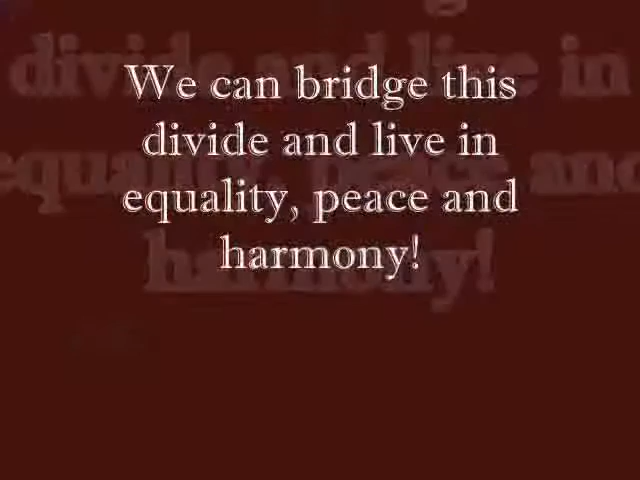 We can bridge this
divide and live in
equality, peace and
harmony!